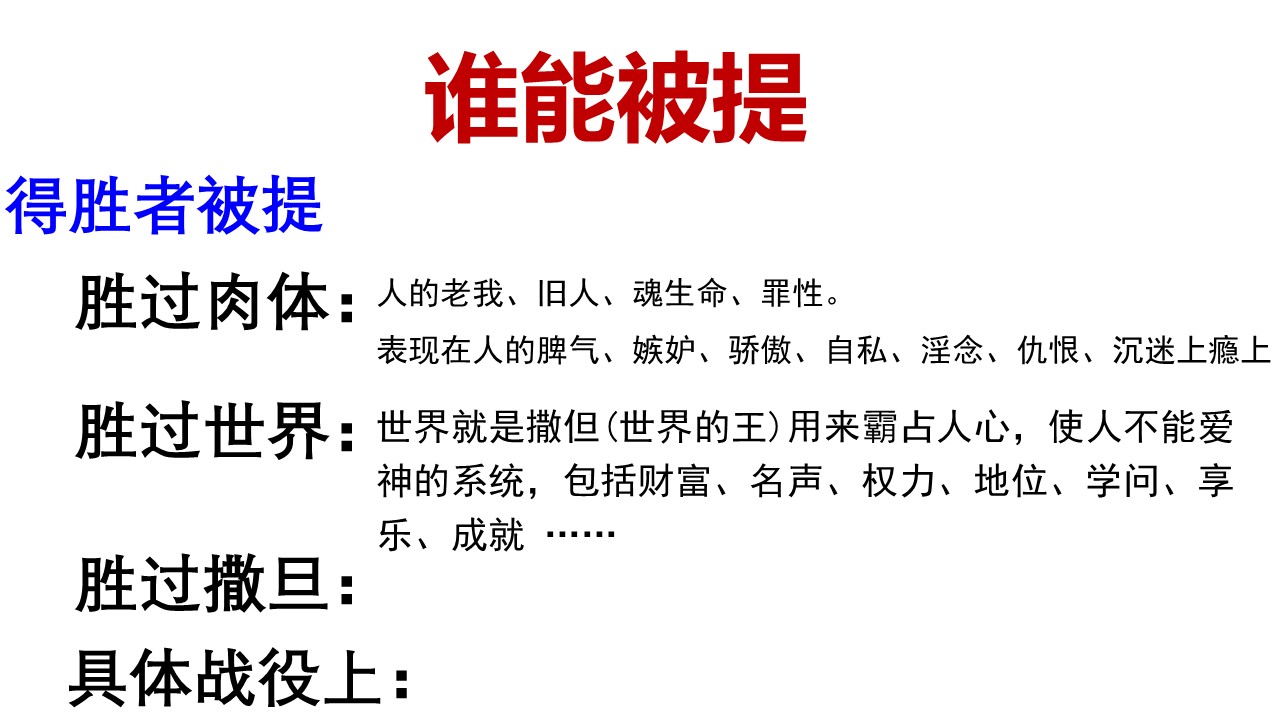 谁能被提
得胜者被提
胜过肉体：人的老我、旧人、魂生命、罪性。
表现在人的脾气、嫉妒、骄傲、自私、淫念、仇恨、沉迷上瘾上
胜过世界：世界就是撒但(世界的王)用来霸占人心，使人不能爱
神的系统，包括财富、名声、权力、地位、学问、享
乐、成就 ……
胜过撒旦：
具体战役上：